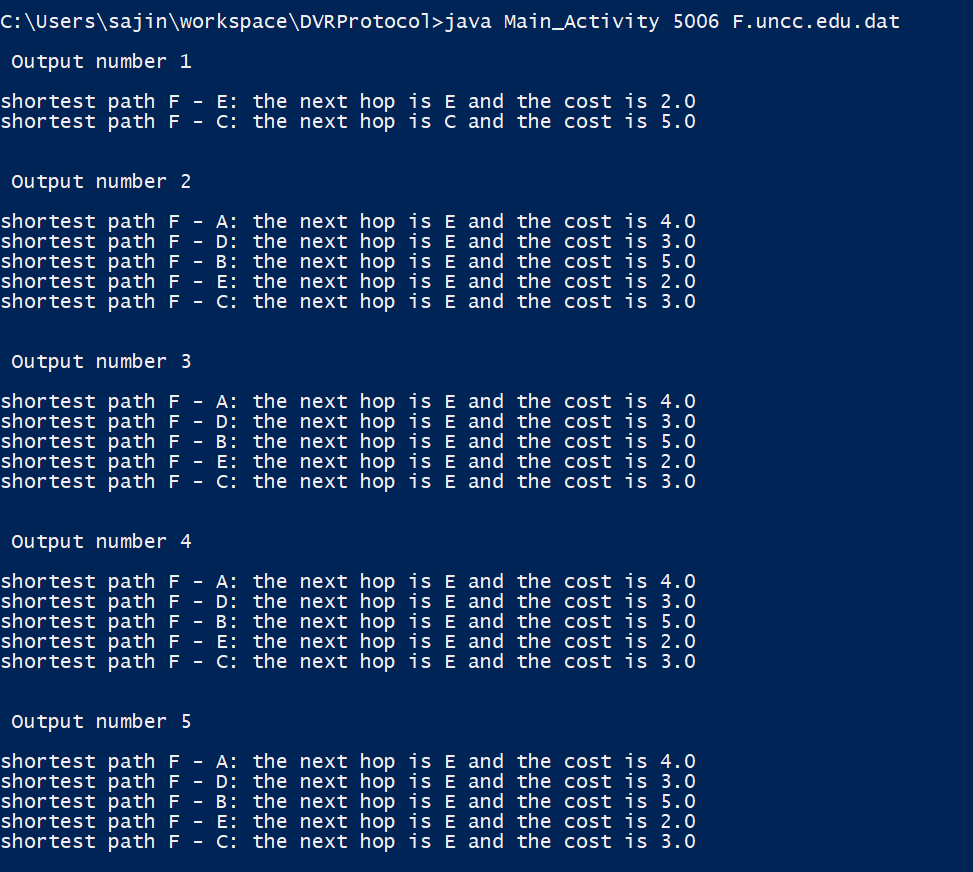 C:\Users\sajin\workspace\DVRProtocol>java Main_Activity 5006 F.uncc.edu.dat
Output number 1
shortest path F - E: the next hop is E and the cost is 2.0
shortest path F - C: the next hop is C and the cost is 5.0
Output number 2
shortest path F - A: the next hop is E and the cost is 4.0
shortest path F - D: the next hop is E and the cost is 3.0
shortest path F - B: the next hop is E and the cost is 5.0
shortest path F - E: the next hop is E and the cost is 2.0
shortest path F - C: the next hop is E and the cost is 3.0
Output number 3
shortest path F - A: the next hop is E and the cost is 4.0
shortest path F - D: the next hop is E and the cost is 3.0
shortest path F - B: the next hop is E and the cost is 5.0
shortest path F - E: the next hop is E and the cost is 2.0
shortest path F - C: the next hop is E and the cost is 3.0
Output number 4
shortest path F - A: the next hop is E and the cost is 4.0
shortest path F - D: the next hop is E and the cost is 3.0
shortest path F - B: the next hop is E and the cost is 5.0
shortest path F - E: the next hop is E and the cost is 2.0
shortest path F - C: the next hop is E and the cost is 3.0
Output number 5
shortest path F - A: the next hop is E and the cost is 4.0
shortest path F - D: the next hop is E and the cost is 3.0
shortest path F - B: the next hop is E and the cost is 5.0
shortest path F - E: the next hop is E and the cost is 2.0
shortest path F - C: the next hop is E and the cost is 3.0